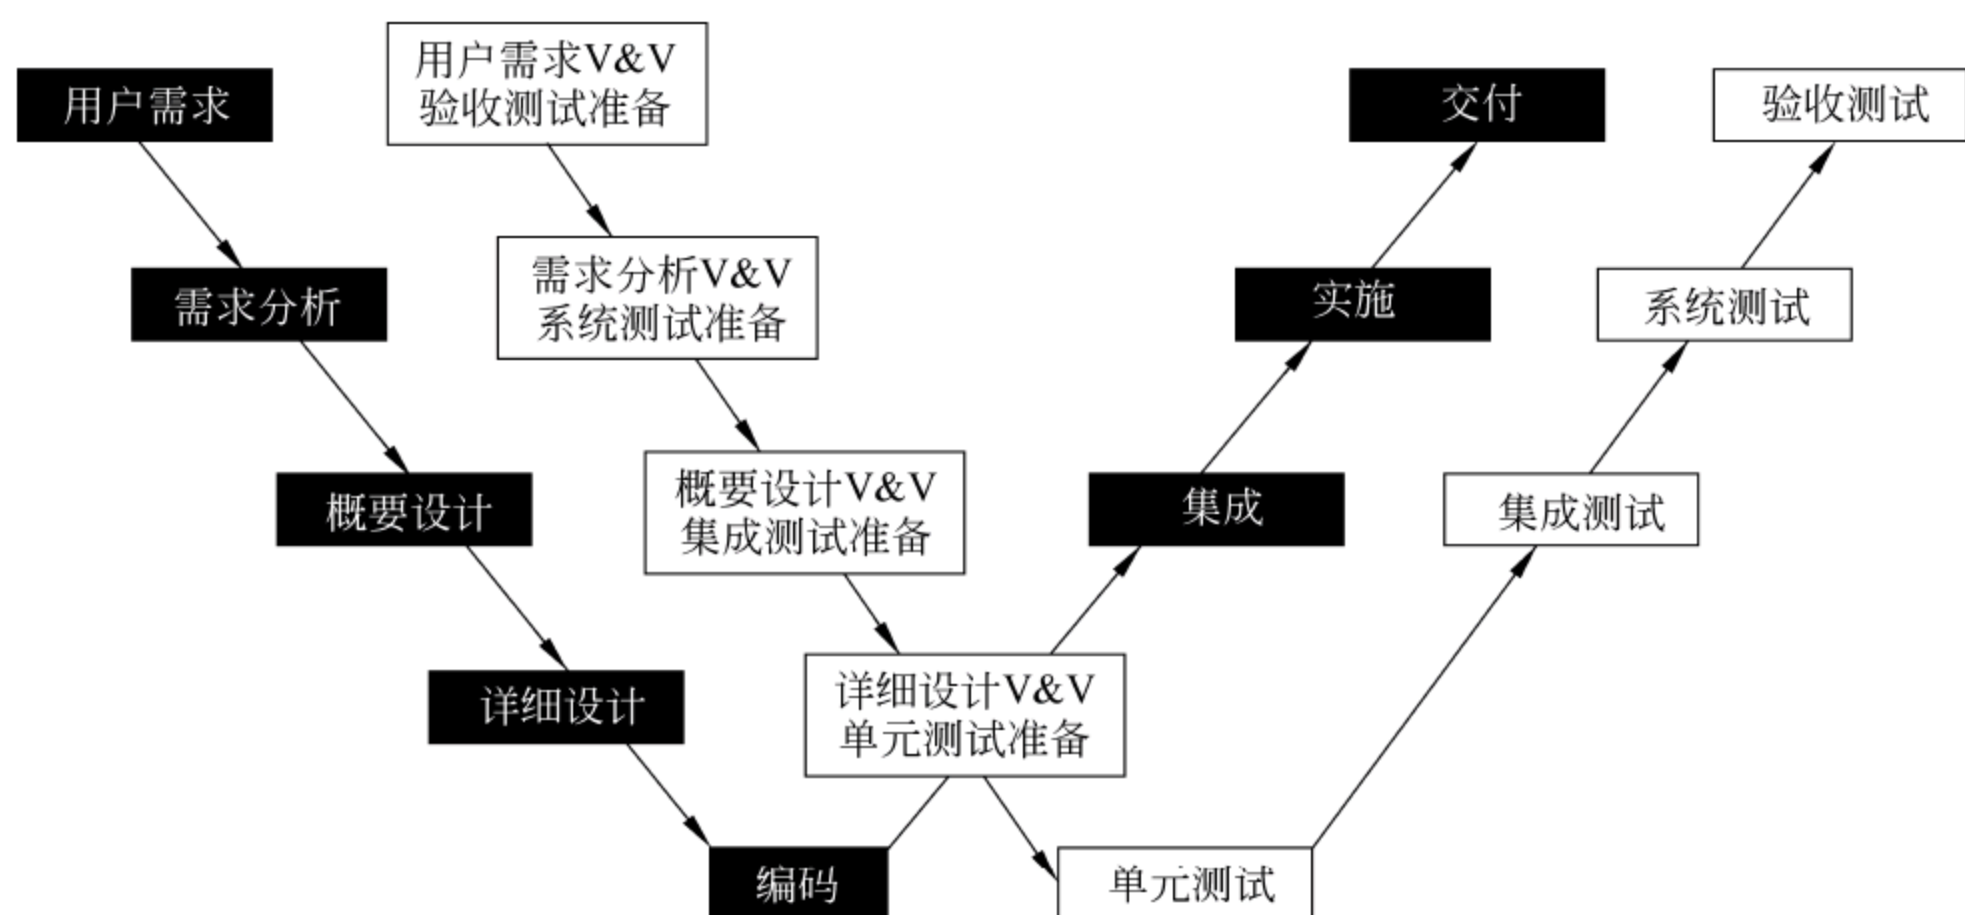 用户需求
用户需求V&V
验收测试准备
交付
验收测试
需求分析
需求分析V&V
系统测试准备
实施
系统测试
概要设计
概要设计V&V
集成测试准备
集成
集成测试
详细设计
详细设计V&V
单元测试准备
编码
单元测试